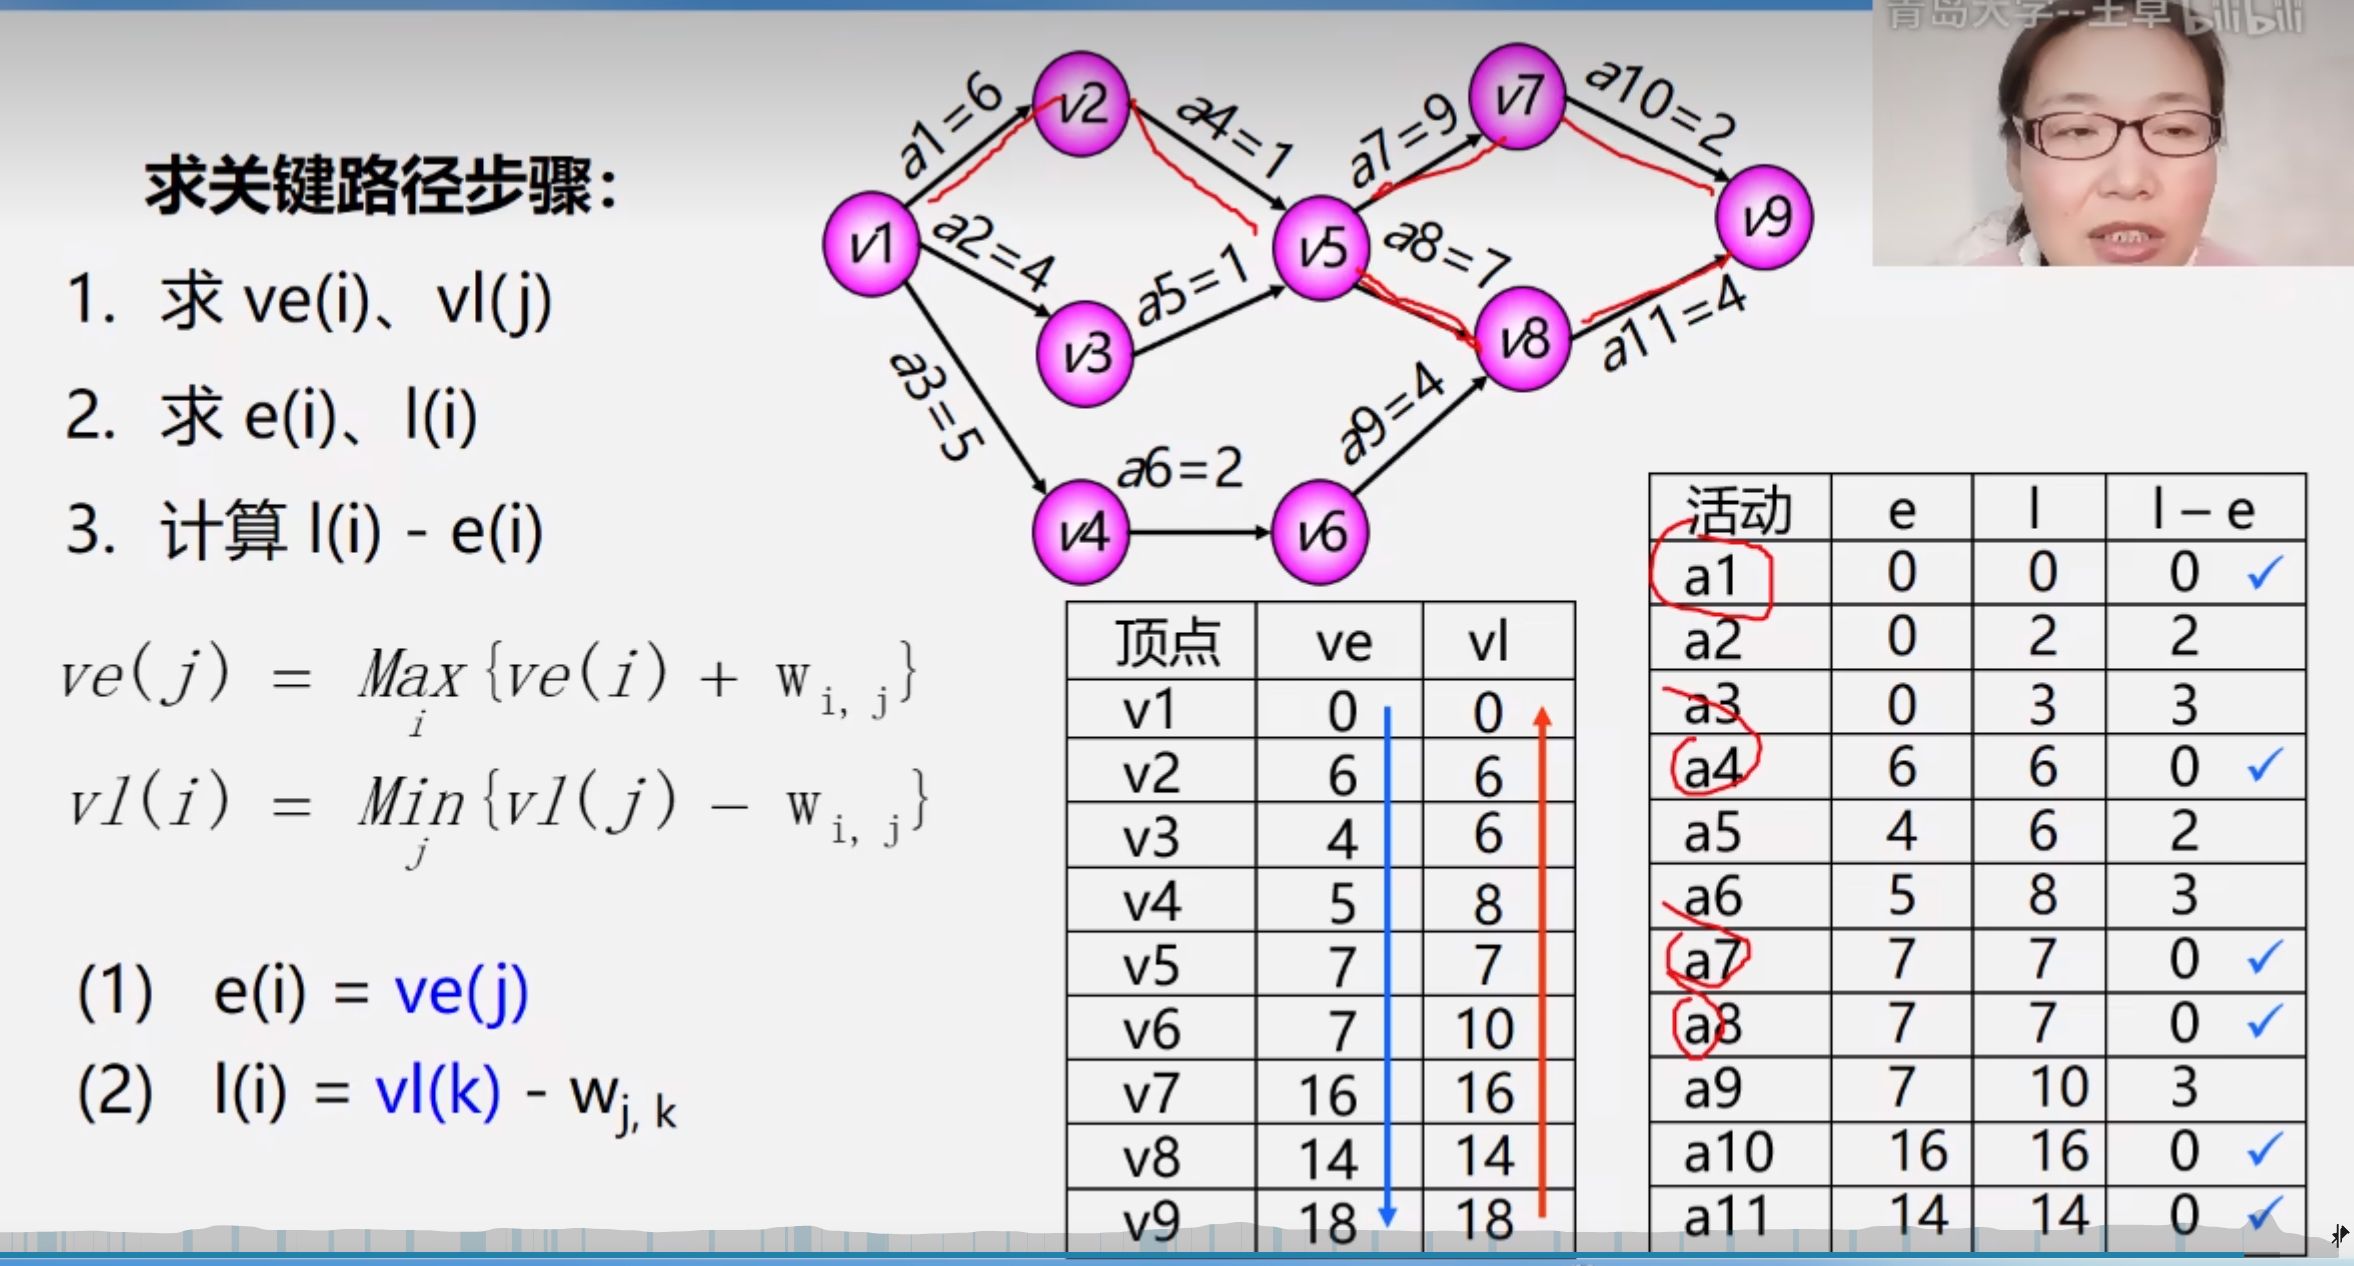 青岛大学--王卓 bilibili
求关键路径步骤：
1. 求 ve(i)、vl(j)
2. 求 e(i)、l(i)
3. 计算 l(i) - e(i)
ve(j) = Max{ve(i) + w i, j}
i
vl(i) = Min{vl(j) − w i, j}
j
(1) e(i) = ve(j)
(2) l(i) = vl(k) - w j, k
v1
v2
v3
v4
v5
v6
v7
v8
v9
a1=6
a2=4
a3=5
a4=1
a5=1
a6=2
a7=9
a8=7
a9=4
a10=2
a11=4
顶点 ve vl
v1 0 0
v2 6 6
v3 4 6
v4 5 8
v5 7 7
v6 7 10
v7 16 16
v8 14 14
v9 18 18
活动 e l l – e
a1 0 0 0 ✓
a2 0 2 2
a3 0 3 3
a4 6 6 0 ✓
a5 4 6 2
a6 5 8 3
a7 7 7 0 ✓
a8 7 7 0 ✓
a9 7 10 3
a10 16 16 0 ✓
a11 14 14 0 ✓